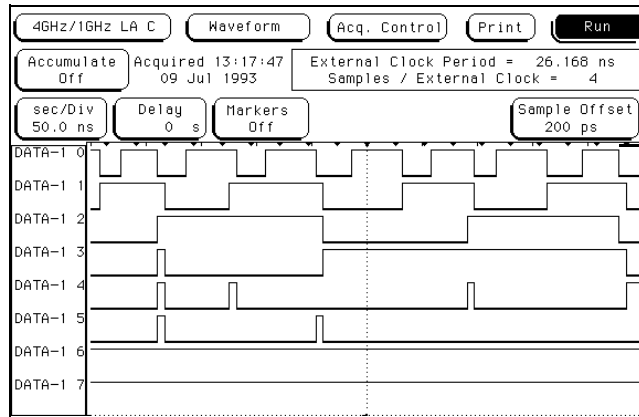 4GHz/1GHz LA C Waveform Acq. Control Print Run
Accumulate Off
Acquired 13:17:47
09 Jul 1993
External Clock Period = 26.168 ns
Samples / External Clock = 4
sec/Div 50.0 ns
Delay 0 s
Markers Off
Sample Offset 200 ps
DATA-1 0
DATA-1 1
DATA-1 2
DATA-1 3
DATA-1 4
DATA-1 5
DATA-1 6
DATA-1 7